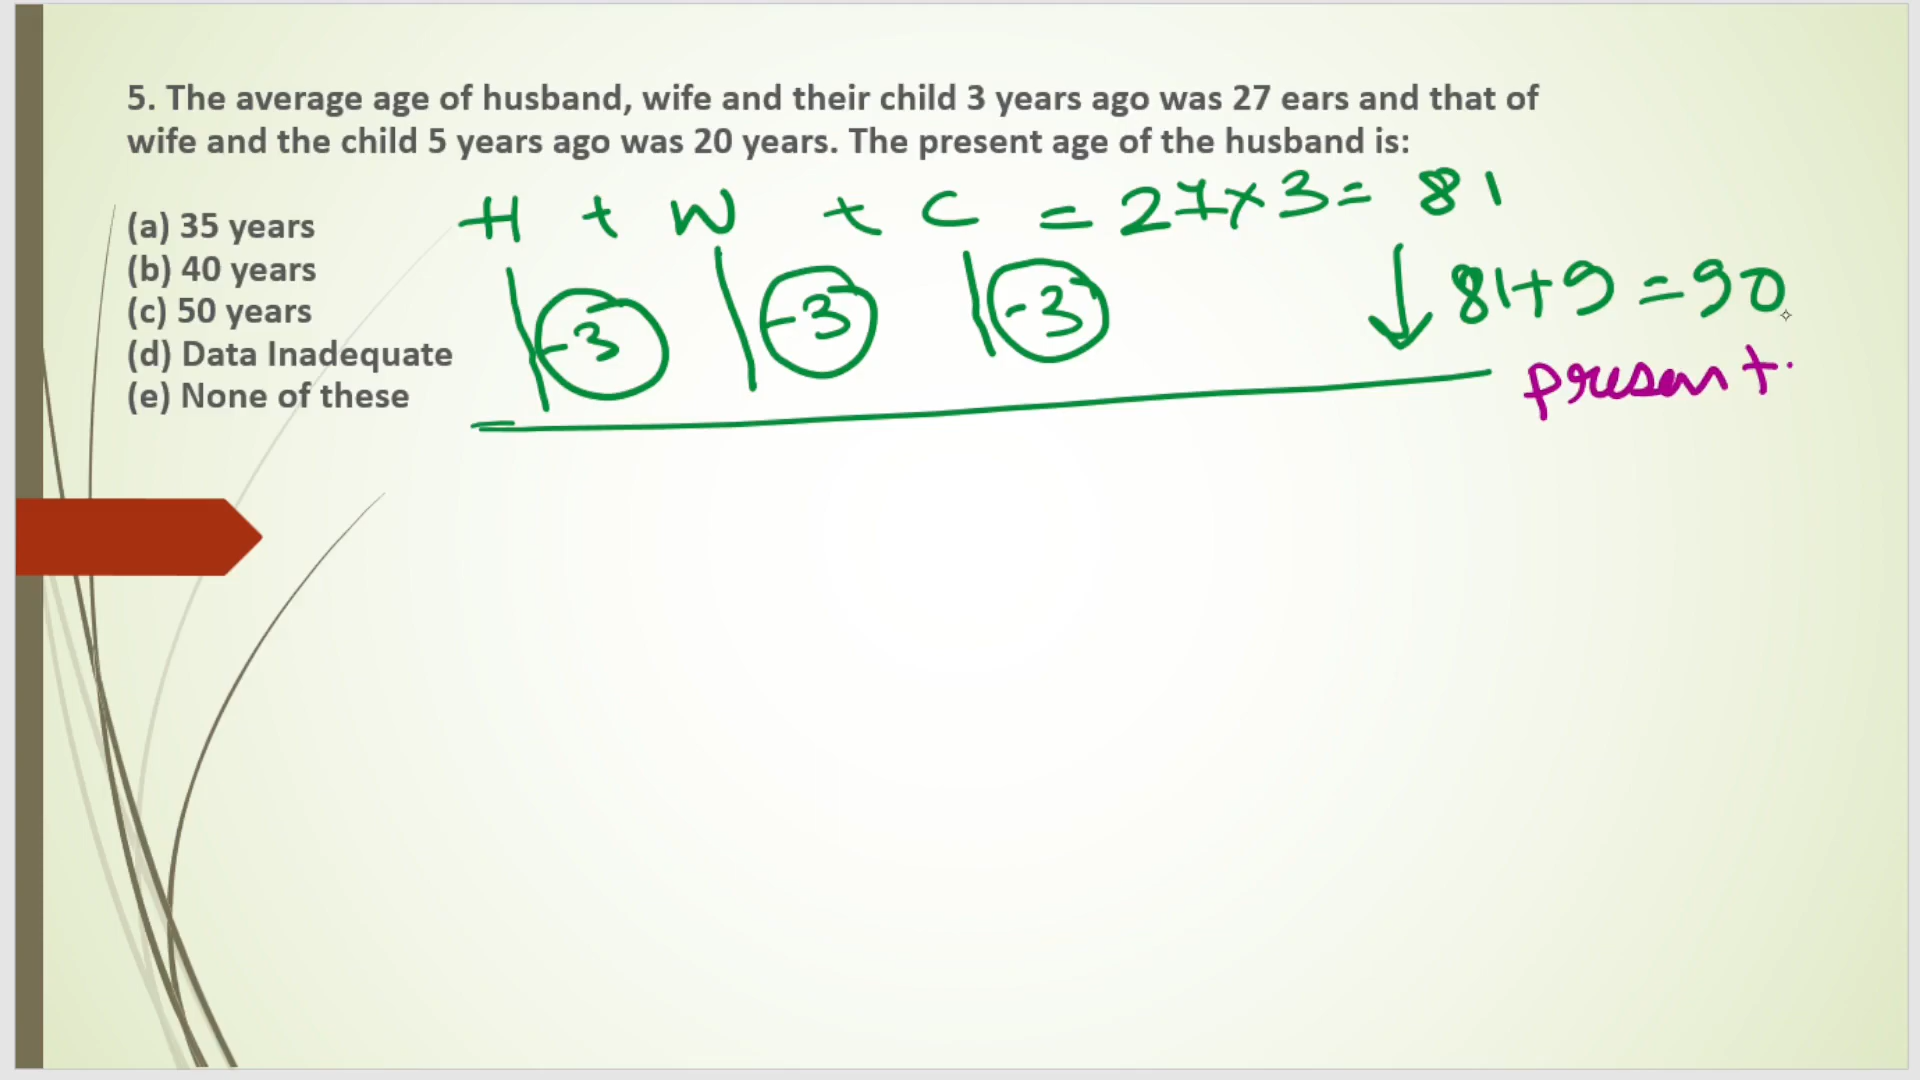 5. The average age of husband, wife and their child 3 years ago was 27 ears and that of
wife and the child 5 years ago was 20 years. The present age of the husband is:
H + W + C = 27x3= 81
(a) 35 years
(b) 40 years
(c) 50 years
(d) Data Inadequate
(e) None of these
-3 -3 -3
81+9=90
present.